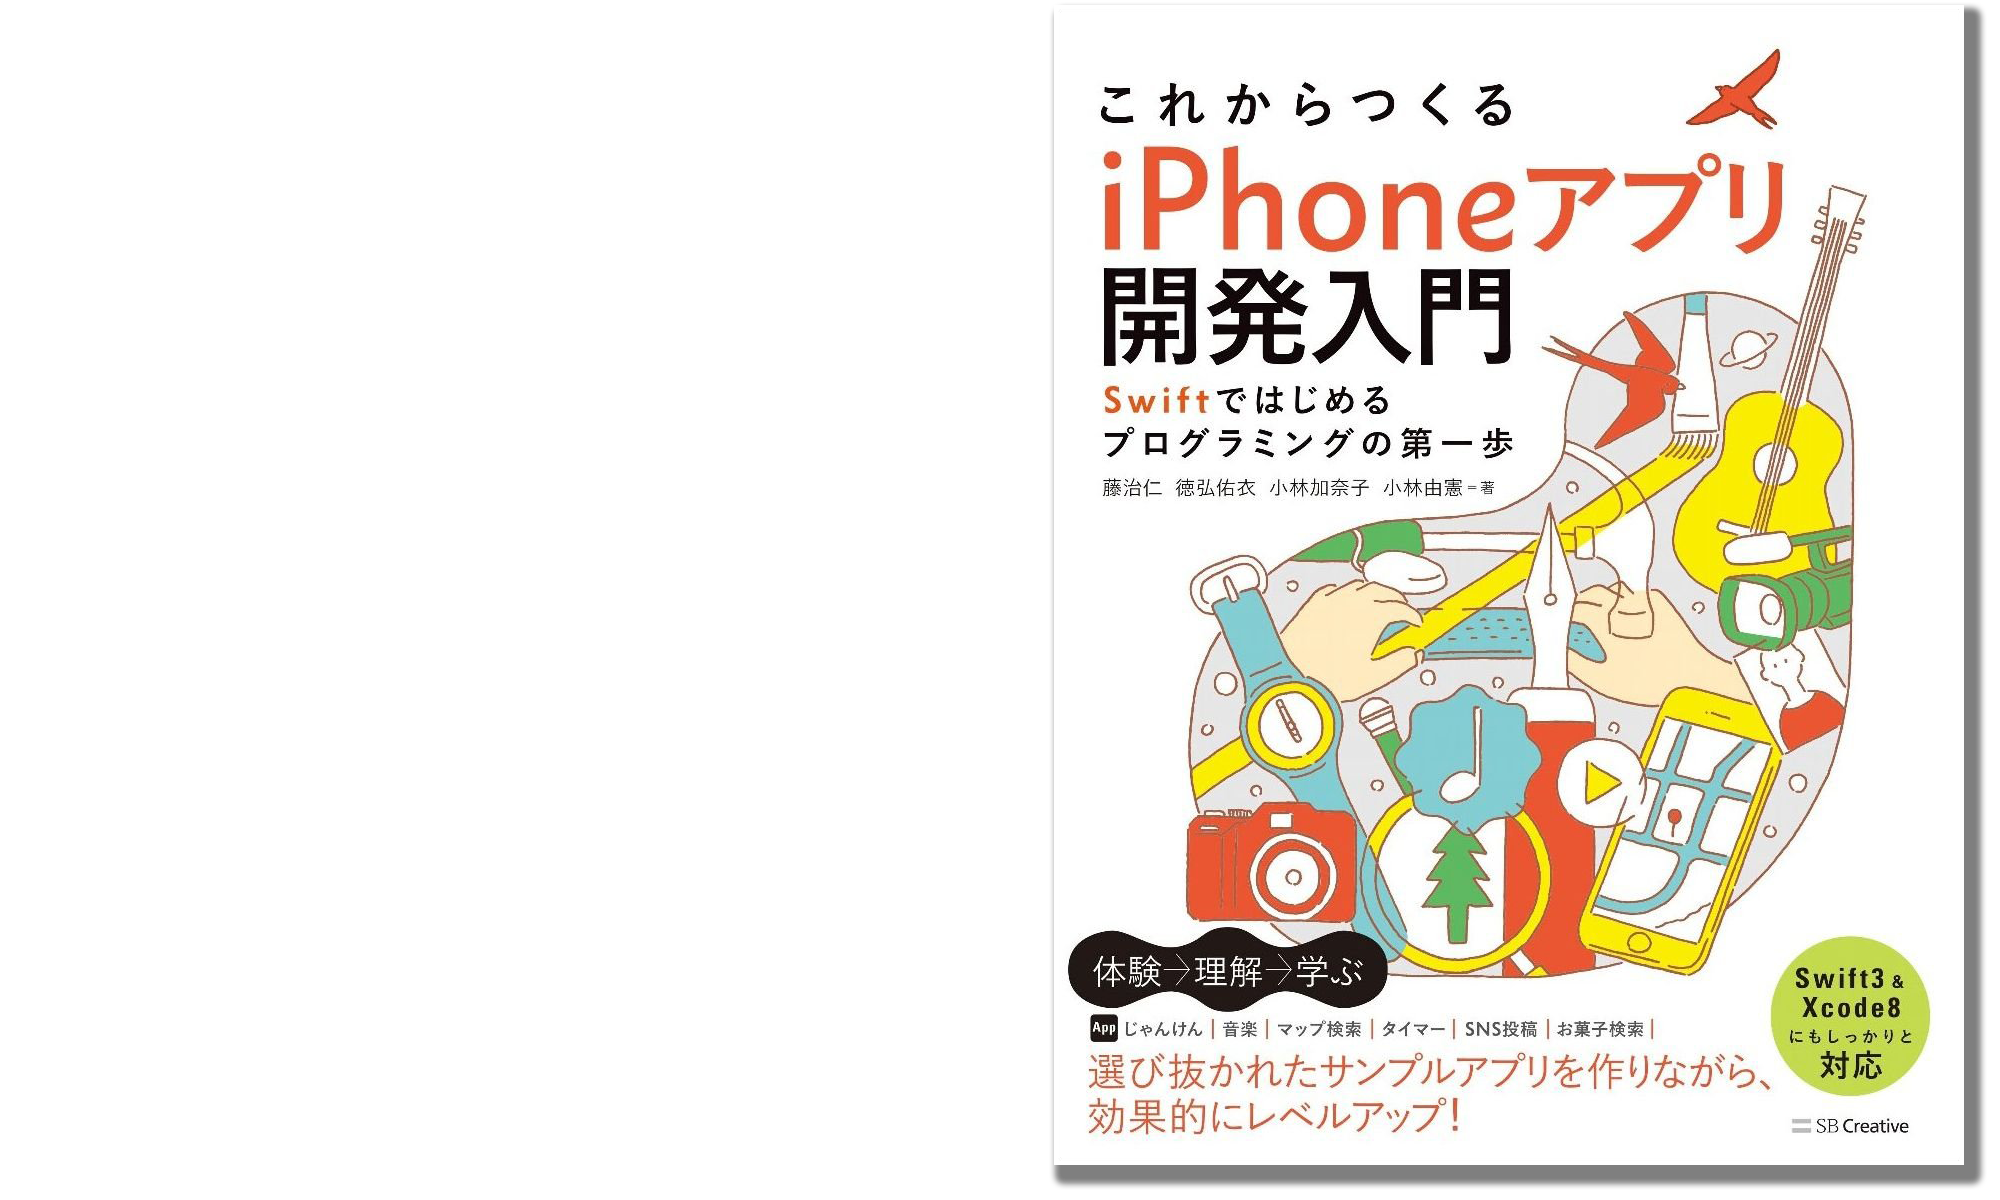 これからつくる
iPhoneアプリ
開発入門
Swiftではじめる
プログラミングの第一歩
藤治仁 徳弘佑衣 小林加奈子 小林由憲=著
体験→理解→学ぶ
App じゃんけん|音楽|マップ検索|タイマー|SNS投稿|お菓子検索|
選び抜かれたサンプルアプリを作りながら、
効果的にレベルアップ!
Swift3 &
Xcode8
にもしっかりと
対応
SB Creative